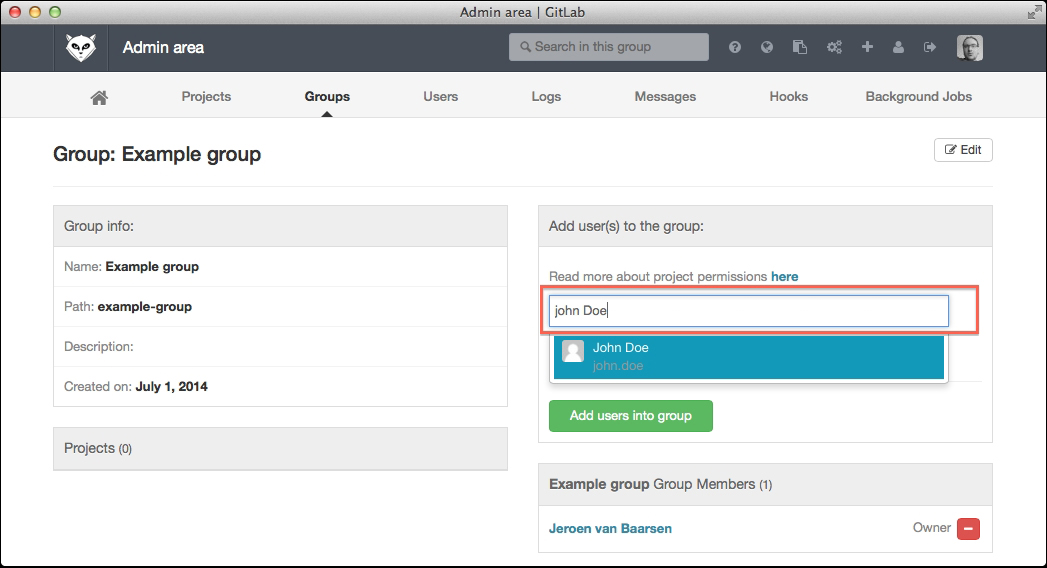 Admin area | GitLab
Admin area
Search in this group
Projects Groups Users Logs Messages Hooks Background Jobs
Group: Example group
Edit
Group info:
Name: Example group
Path: example-group
Description:
Created on: July 1, 2014
Projects (0)
Add user(s) to the group:
Read more about project permissions here
john Doe
John Doe
john.doe
Add users into group
Example group Group Members (1)
Jeroen van Baarsen Owner